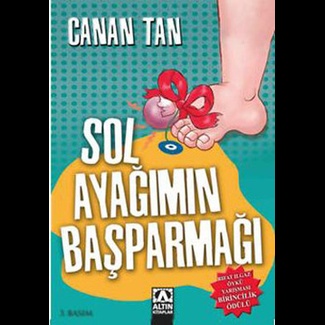 CANAN TAN
SOL
AYAĞIMIN
BAŞPARMAĞI
RIFAT ILGAZ
ÖYKÜ
YARIŞMASI
BİRİNCİLİK
ÖDÜLÜ
3. BASIM
ALTIN
KİTAPLAR